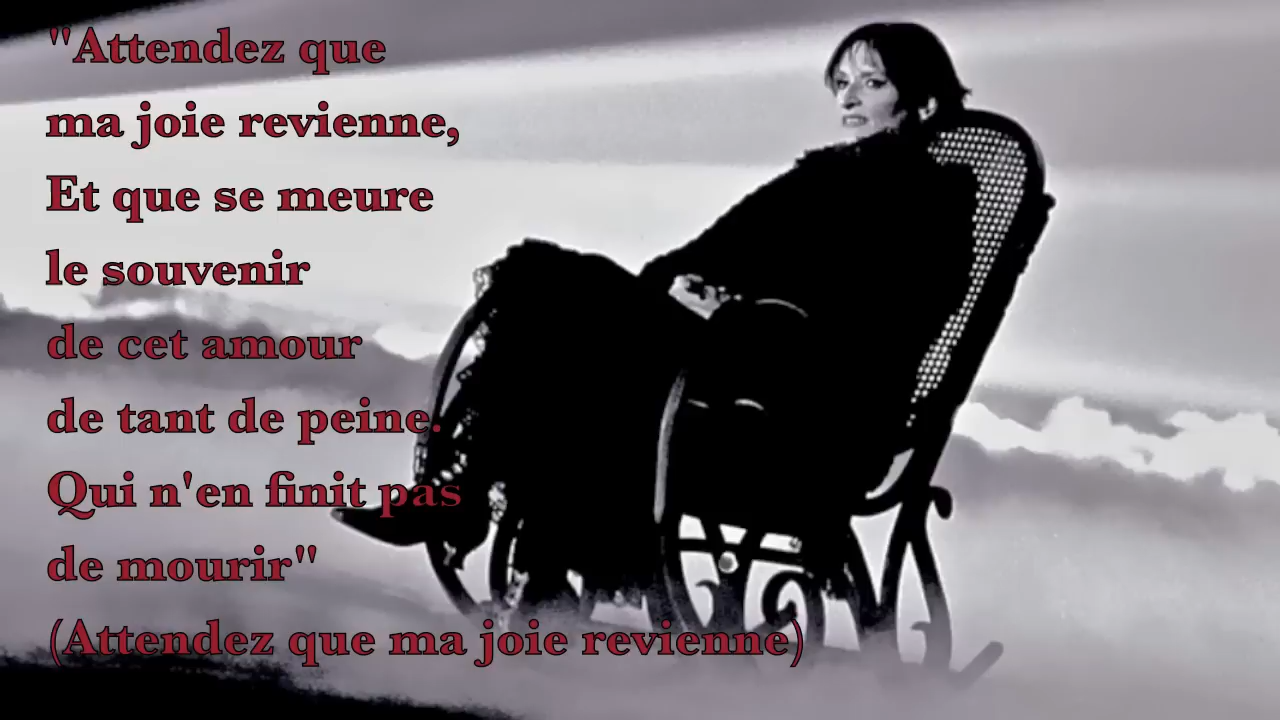 "Attendez que
ma joie revienne,
Et que se meure
le souvenir
de cet amour
de tant de peine.
Qui n'en finit pas
de mourir"
(Attendez que ma joie revienne)